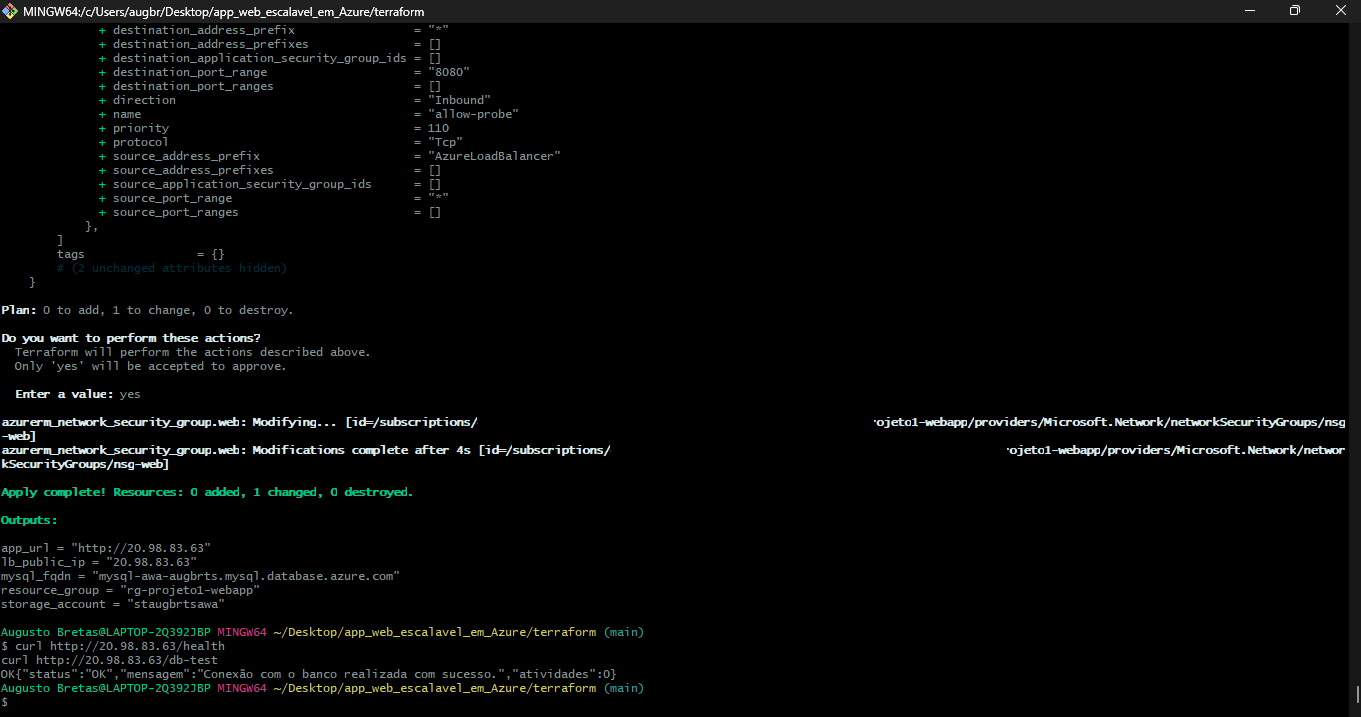 MINGW64:/c/Users/augbr/Desktop/app_web_escalavel_em_Azure/terraform
+ destination_address_prefix = "*"
+ destination_address_prefixes = []
+ destination_application_security_group_ids = []
+ destination_port_range = "8080"
+ destination_port_ranges = []
+ direction = "Inbound"
+ name = "allow-probe"
+ priority = 110
+ protocol = "Tcp"
+ source_address_prefix = "AzureLoadBalancer"
+ source_address_prefixes = []
+ source_application_security_group_ids = []
+ source_port_range = "*"
+ source_port_ranges = []
},
]
tags = {}
# (2 unchanged attributes hidden)
}
Plan: 0 to add, 1 to change, 0 to destroy.
Do you want to perform these actions?
Terraform will perform the actions described above.
Only 'yes' will be accepted to approve.
Enter a value: yes
azurerm_network_security_group.web: Modifying... [id=/subscriptions/ rojeto1-webapp/providers/Microsoft.Network/networkSecurityGroups/nsg
-web]
azurerm_network_security_group.web: Modifications complete after 4s [id=/subscriptions/ rojeto1-webapp/providers/Microsoft.Network/networ
kSecurityGroups/nsg-web]
Apply complete! Resources: 0 added, 1 changed, 0 destroyed.
Outputs:
app_url = "http://20.98.83.63"
lb_public_ip = "20.98.83.63"
mysql_fqdn = "mysql-awa-augbrts.mysql.database.azure.com"
resource_group = "rg-projeto1-webapp"
storage_account = "staugbrtsawa"
Augusto Bretas@LAPTOP-2Q392JBP MINGW64 ~/Desktop/app_web_escalavel_em_Azure/terraform (main)
$ curl http://20.98.83.63/health
curl http://20.98.83.63/db-test
OK{"status":"OK","mensagem":"Conexão com o banco realizada com sucesso.","atividades":0}
Augusto Bretas@LAPTOP-2Q392JBP MINGW64 ~/Desktop/app_web_escalavel_em_Azure/terraform (main)
$